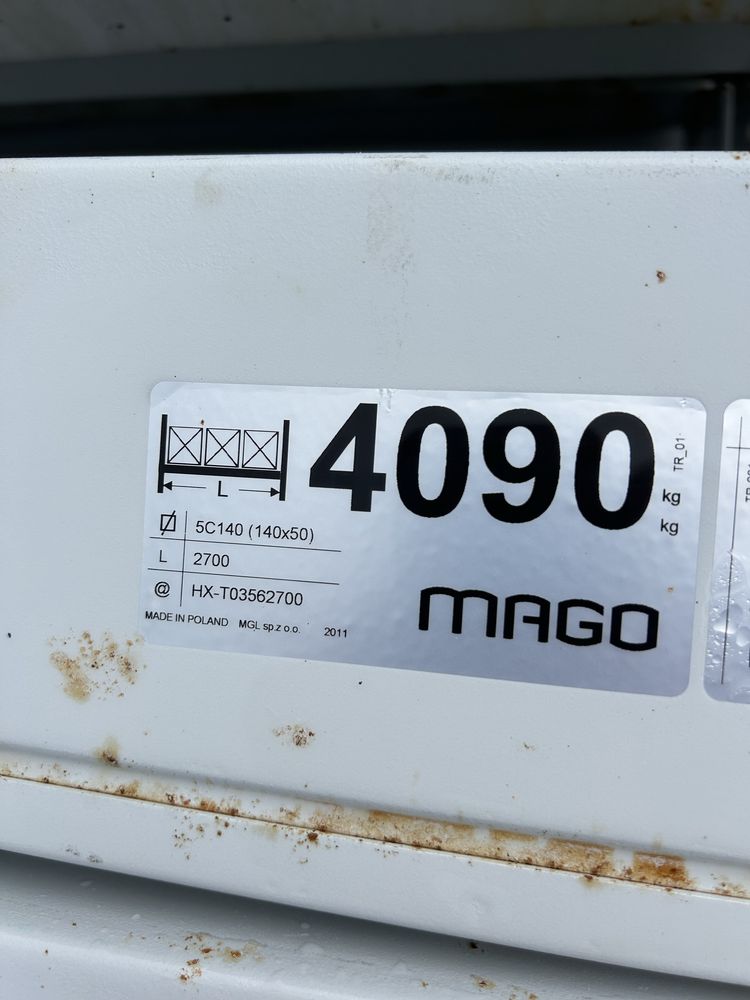 4090
kg
kg
TR_01
L
5C140 (140x50)
L 2700
@ HX-T03562700
MADE IN POLAND MGL sp.z o.o. 2011
MAGO